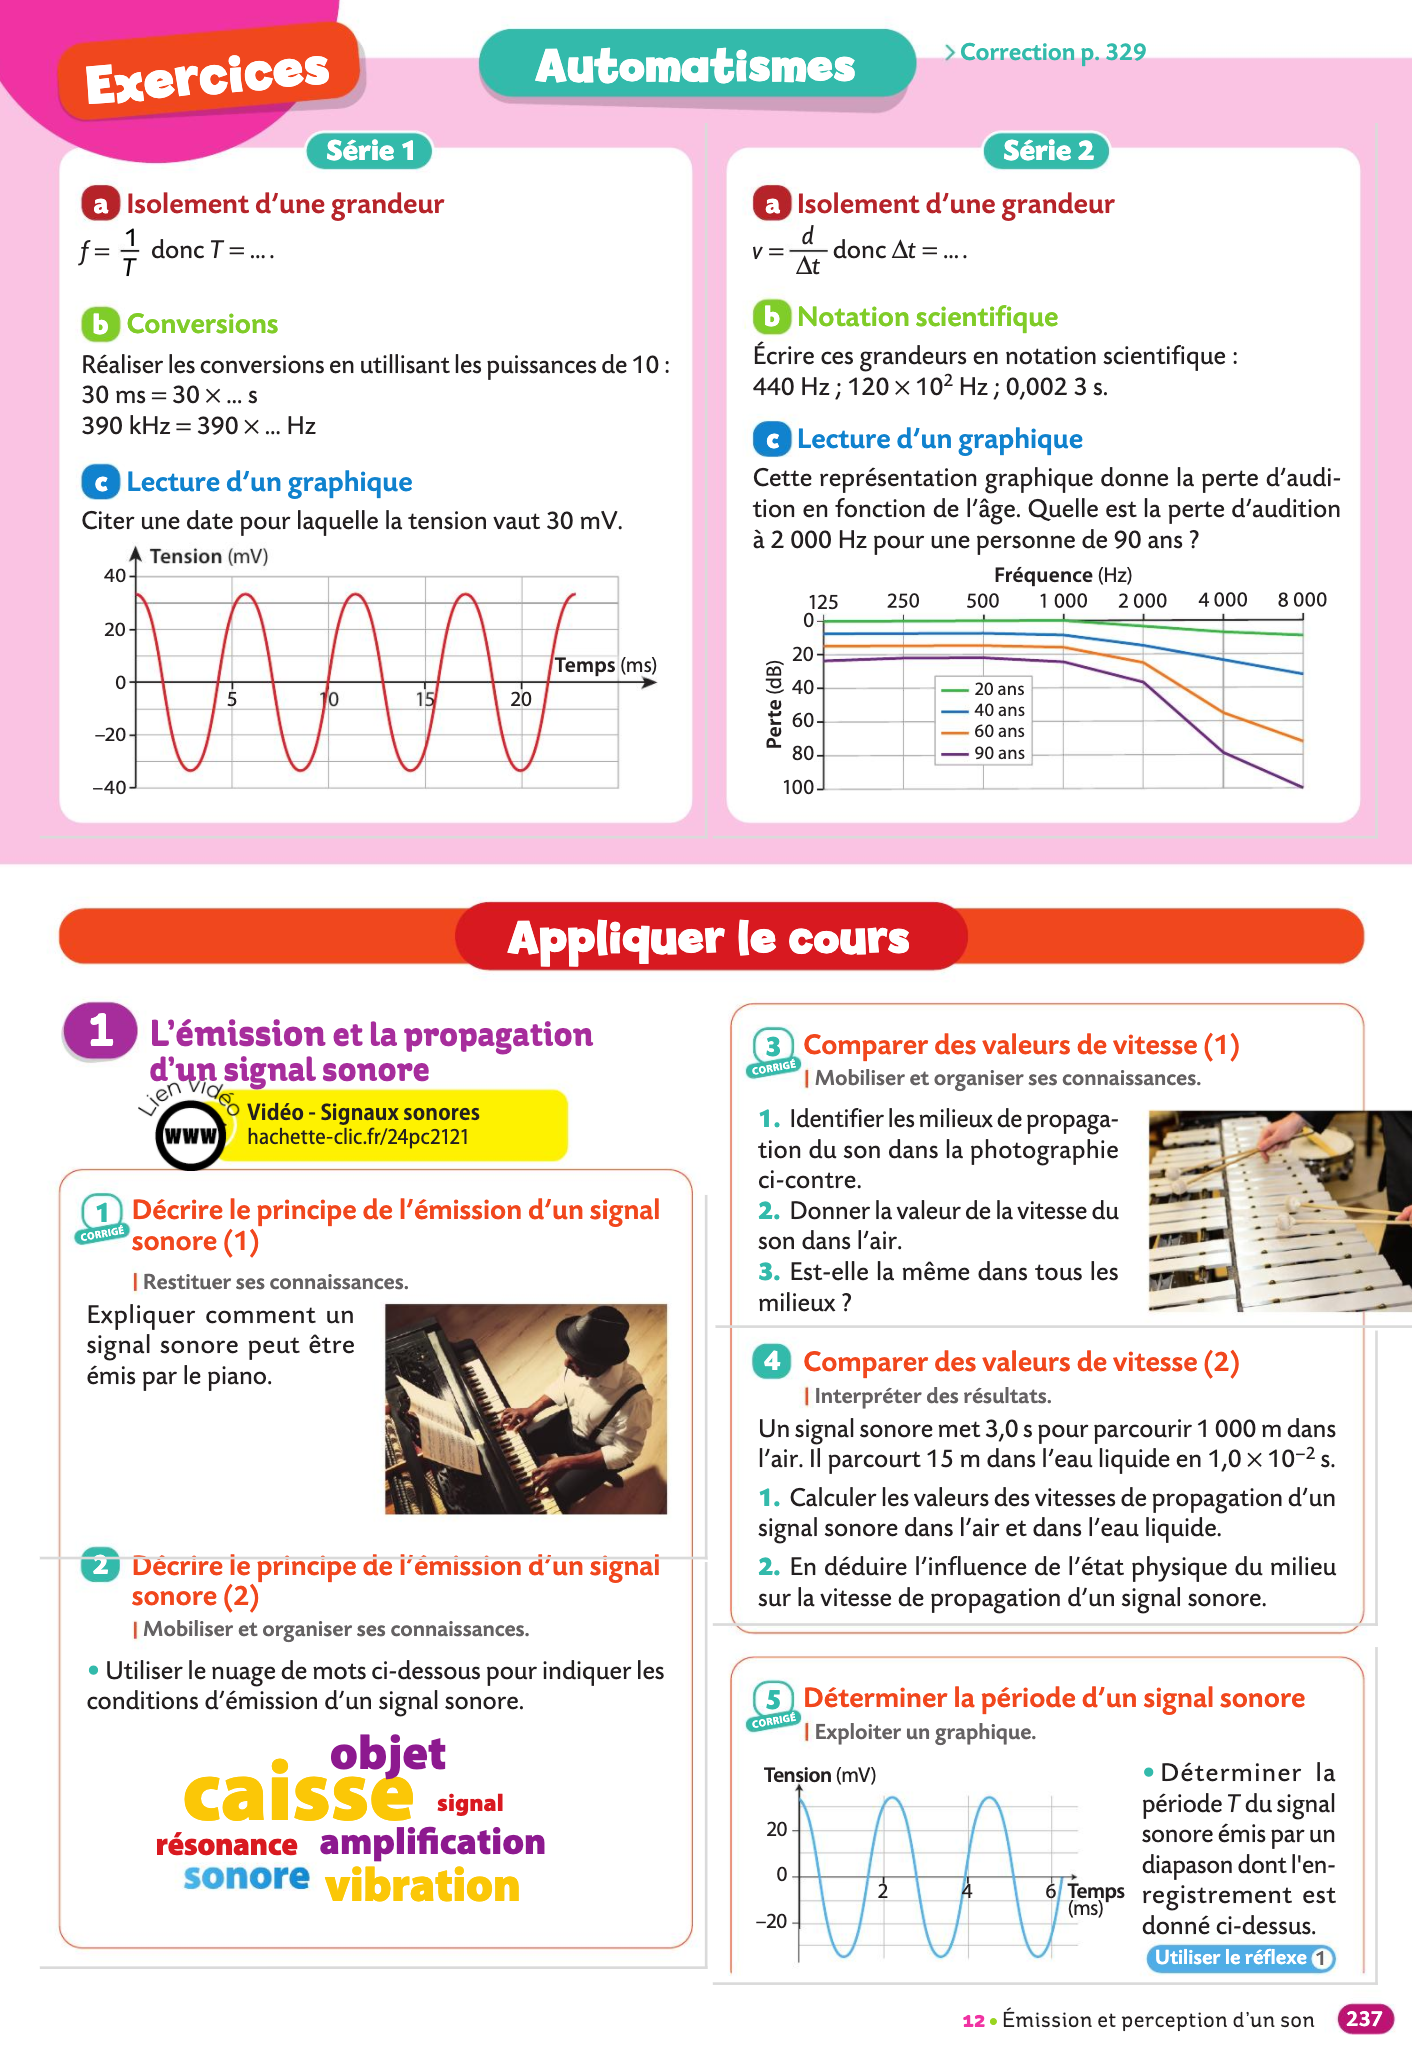 Exercices
Automatismes
> Correction p. 329
Série 1
a Isolement d'une grandeur
f = 1/T donc T = ... .
b Conversions
Réaliser les conversions en utillisant les puissances de 10 :
30 ms = 30 × ... s
390 kHz = 390 × ... Hz
c Lecture d'un graphique
Citer une date pour laquelle la tension vaut 30 mV.
Tension (mV)
40
20
0
–20
–40
5
10
15
20
Temps (ms)
Série 2
a Isolement d'une grandeur
v = d/Δt donc Δt = ... .
b Notation scientifique
Écrire ces grandeurs en notation scientifique :
440 Hz ; 120 × 10² Hz ; 0,002 3 s.
c Lecture d'un graphique
Cette représentation graphique donne la perte d'audi-
tion en fonction de l'âge. Quelle est la perte d'audition
à 2 000 Hz pour une personne de 90 ans ?
Fréquence (Hz)
125 250 500 1 000 2 000 4 000 8 000
Perte (dB)
0
20
40
60
80
100
20 ans
40 ans
60 ans
90 ans
Appliquer le cours
1 L'émission et la propagation
d'un signal sonore
Lien vidéo
www
Vidéo - Signaux sonores
hachette-clic.fr/24pc2121
1 Décrire le principe de l'émission d'un signal
CORRIGÉ
sonore (1)
| Restituer ses connaissances.
Expliquer comment un
signal sonore peut être
émis par le piano.
2 Décrire le principe de l'émission d'un signal
sonore (2)
| Mobiliser et organiser ses connaissances.
• Utiliser le nuage de mots ci-dessous pour indiquer les
conditions d'émission d'un signal sonore.
objet
caisse
signal
résonance amplification
sonore vibration
3 Comparer des valeurs de vitesse (1)
CORRIGÉ
| Mobiliser et organiser ses connaissances.
1. Identifier les milieux de propaga-
tion du son dans la photographie
ci-contre.
2. Donner la valeur de la vitesse du
son dans l'air.
3. Est-elle la même dans tous les
milieux ?
4 Comparer des valeurs de vitesse (2)
| Interpréter des résultats.
Un signal sonore met 3,0 s pour parcourir 1 000 m dans
l'air. Il parcourt 15 m dans l'eau liquide en 1,0 × 10⁻² s.
1. Calculer les valeurs des vitesses de propagation d'un
signal sonore dans l'air et dans l'eau liquide.
2. En déduire l'influence de l'état physique du milieu
sur la vitesse de propagation d'un signal sonore.
5 Déterminer la période d'un signal sonore
CORRIGÉ
| Exploiter un graphique.
Tension (mV)
20
0
–20
2
4
6
Temps
(ms)
• Déterminer la
période T du signal
sonore émis par un
diapason dont l'en-
registrement est
donné ci-dessus.
Utiliser le réflexe 1
12 • Émission et perception d'un son 237